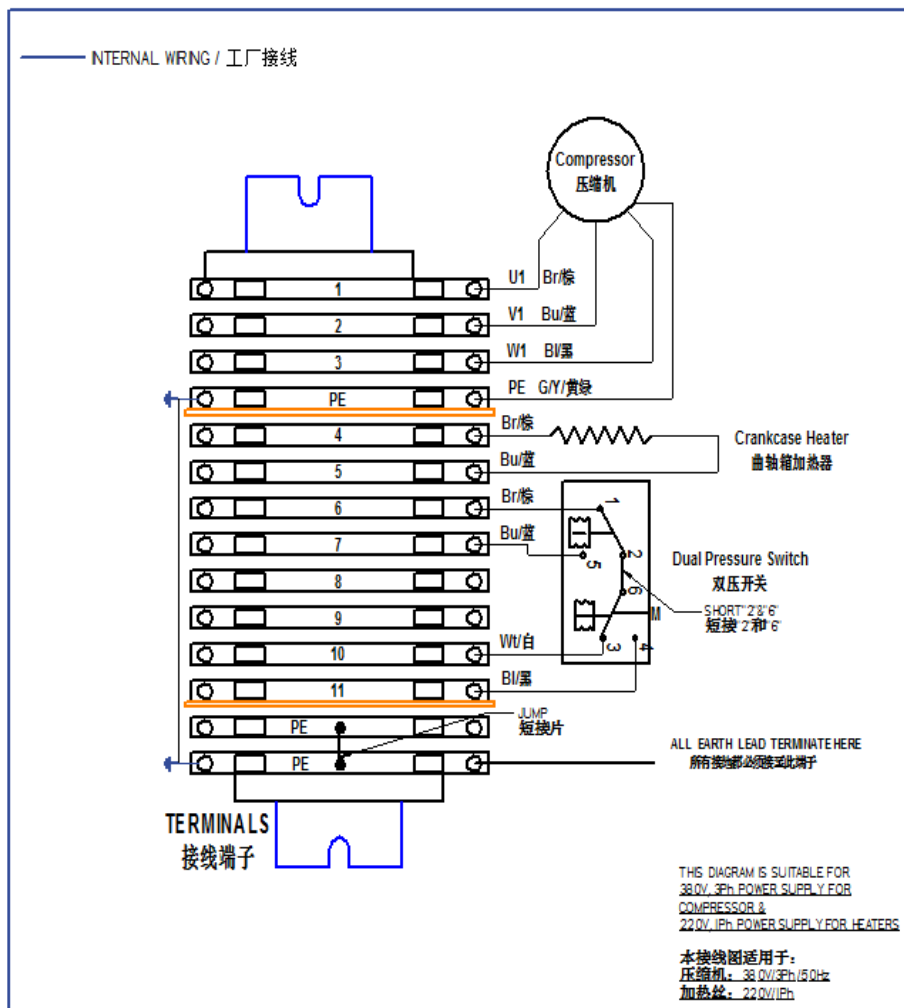 INTERNAL WIRING / 工厂接线
Compressor
压缩机
1
U1 Br/棕
2
V1 Bu/蓝
3
W1 Bl/黑
PE
PE G/Y/黄绿
4
Br/棕
Crankcase Heater
曲轴箱加热器
5
Bu/蓝
6
Br/棕
1
7
Bu/蓝
5
2
Dual Pressure Switch
双压开关
8
6
SHORT"2"&"6"
短接"2"和"6"
M
9
10
Wt/白
3
4
11
Bl/黑
PE
JUMP
短接片
PE
ALL EARTH LEAD TERMINATE HERE
所有接地都必须接至此端子
TERMINALS
接线端子
THIS DIAGRAM IS SUITABLE FOR
380V, 3Ph POWER SUPPLY FOR
COMPRESSOR &
220V, 1Ph POWER SUPPLY FOR HEATERS
本接线图适用于:
压缩机: 380V/3Ph/50Hz
加热丝: 220V/1Ph